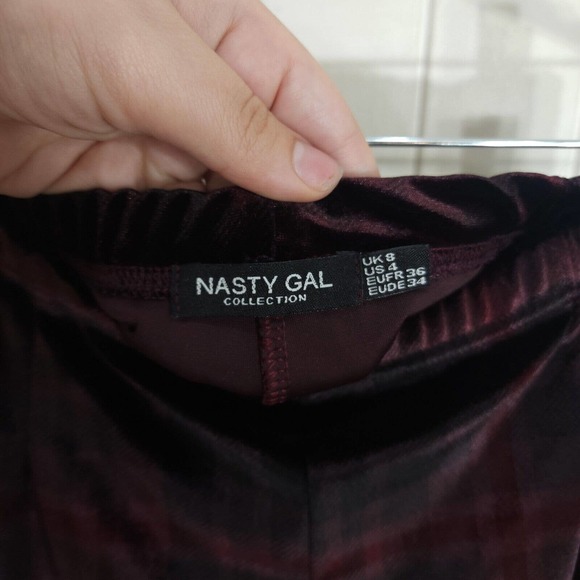 NASTY GAL
COLLECTION
UK 8
US 4
EUFR 36
EUDE 34